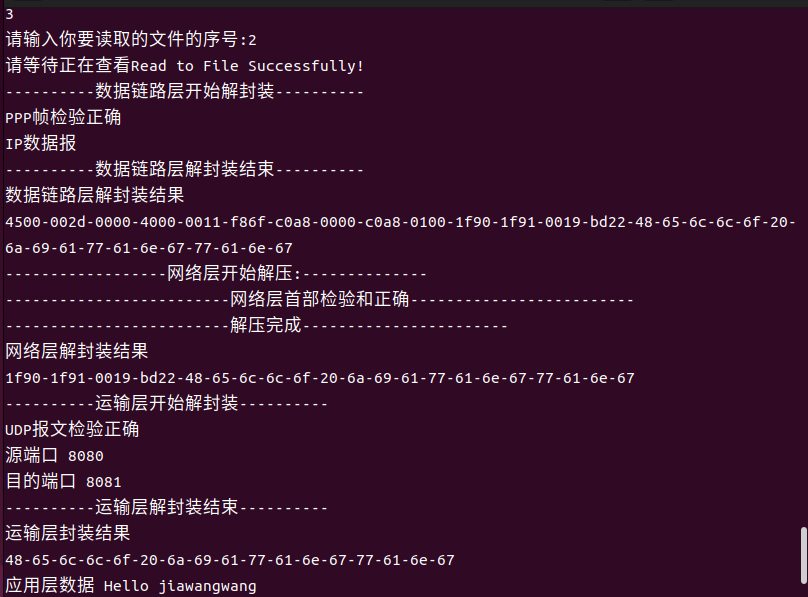 3
请输入你要读取的文件的序号:2
请等待正在查看Read to File Successfully!
----------数据链路层开始解封装----------
PPP帧检验正确
IP数据报
----------数据链路层解封装结束----------
数据链路层解封装结果
4500-002d-0000-4000-0011-f86f-c0a8-0000-c0a8-0100-1f90-1f91-0019-bd22-48-65-6c-6c-6f-20-
6a-69-61-77-61-6e-67-77-61-6e-67
------------------网络层开始解压:--------------
-------------------------网络层首部检验和正确-------------------------
-------------------------解压完成-----------------------
网络层解封装结果
1f90-1f91-0019-bd22-48-65-6c-6c-6f-20-6a-69-61-77-61-6e-67-77-61-6e-67
----------运输层开始解封装----------
UDP报文检验正确
源端口 8080
目的端口 8081
----------运输层解封装结束----------
运输层封装结果
48-65-6c-6c-6f-20-6a-69-61-77-61-6e-67-77-61-6e-67
应用层数据 Hello jiawangwang